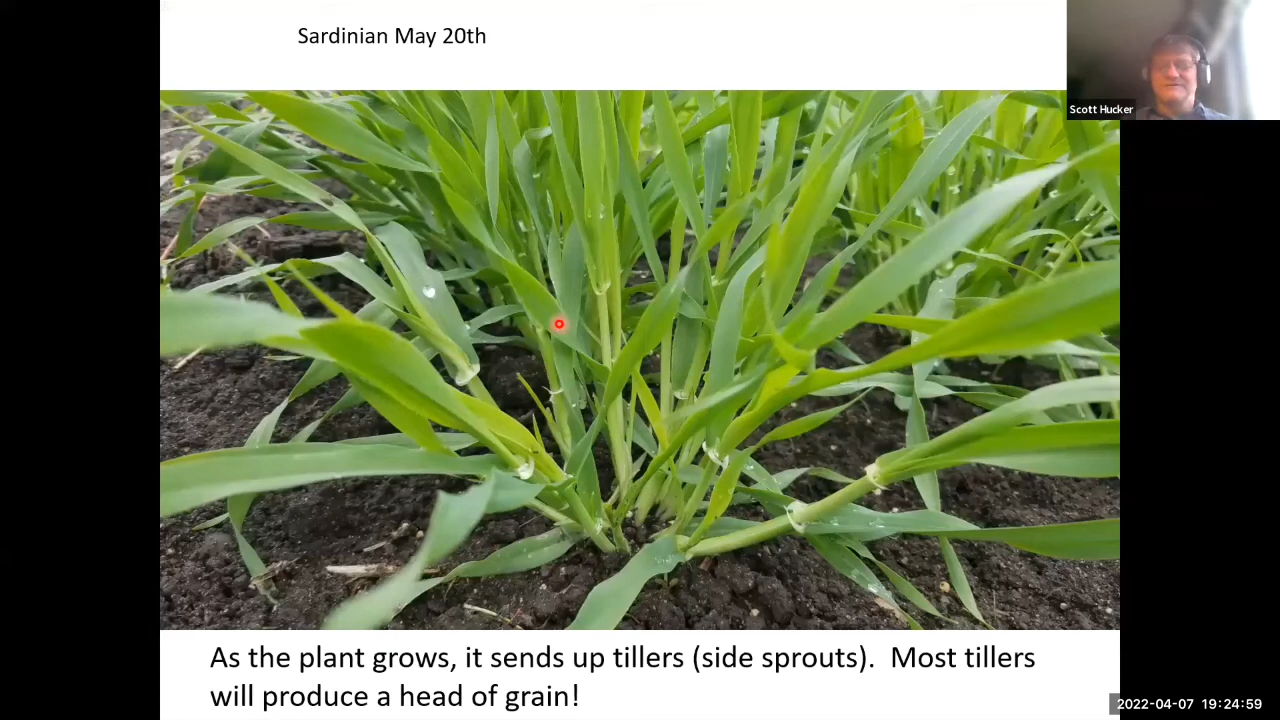 Sardinian May 20th
Scott Hucker
As the plant grows, it sends up tillers (side sprouts).  Most tillers
will produce a head of grain!
2022-04-07 19:24:59